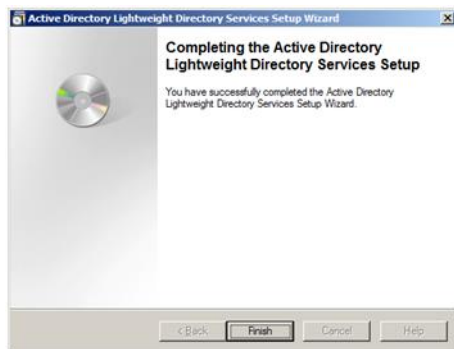 Active Directory Lightweight Directory Services Setup Wizard
Completing the Active Directory
Lightweight Directory Services Setup
You have successfully completed the Active Directory
Lightweight Directory Services Setup Wizard.
< Back
Finish
Cancel
Help